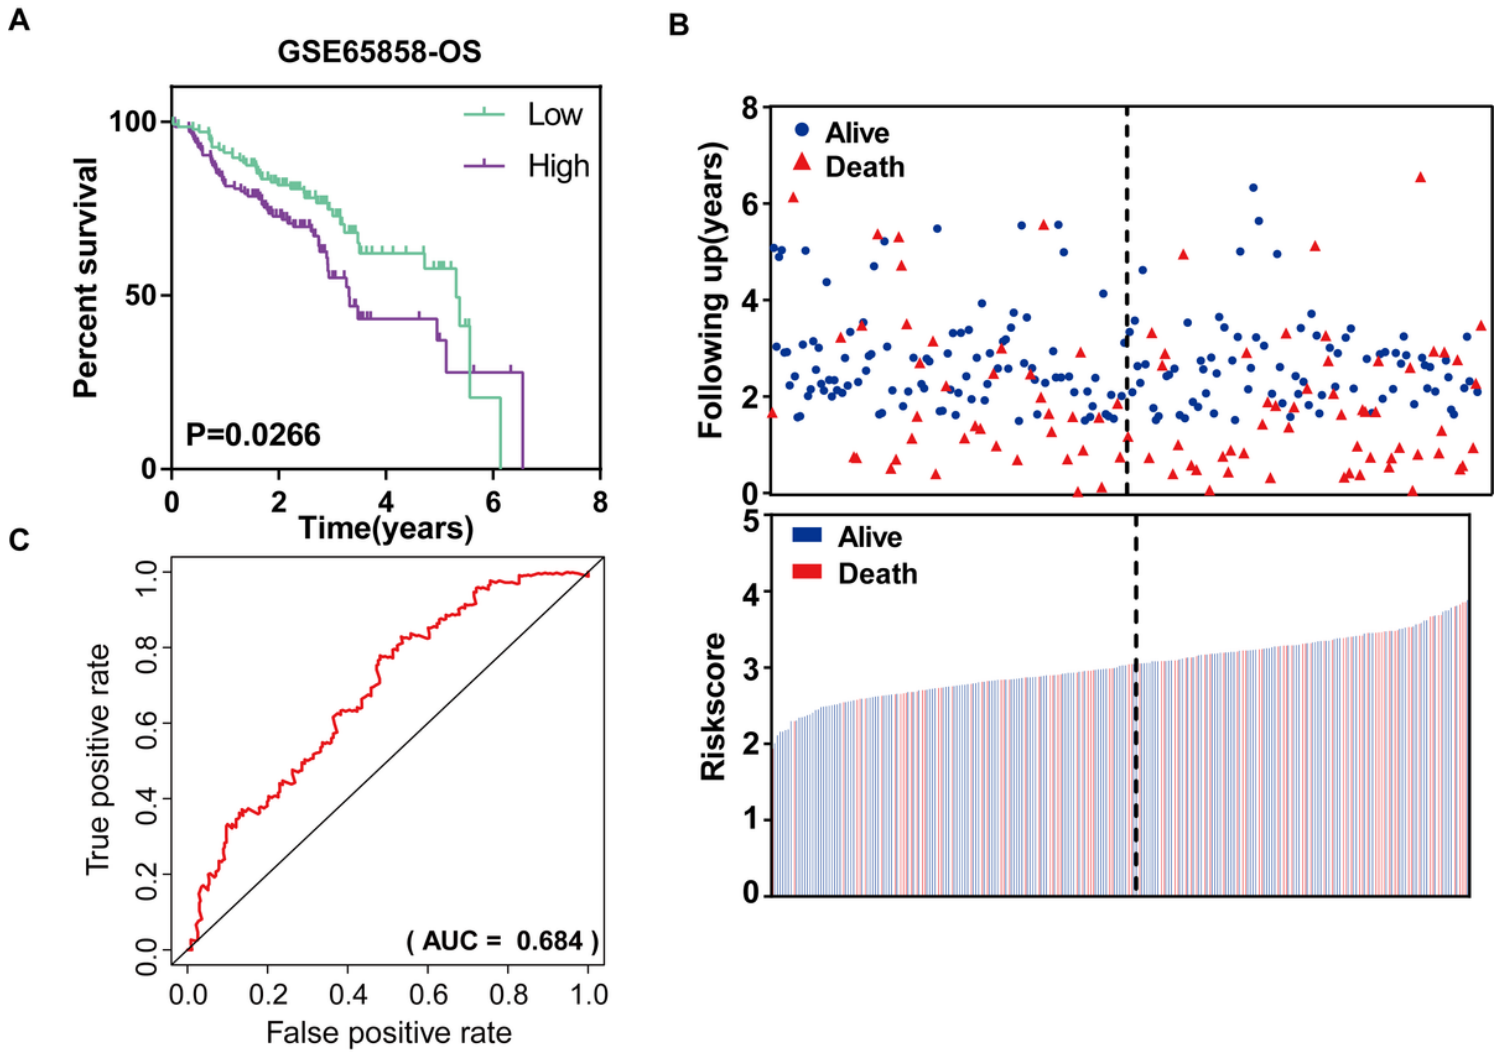 A
GSE65858-OS
Low
High
Percent survival
100
50
0
P=0.0266
0 2 4 6 8
Time(years)
B
Alive
Death
Following up(years)
8
6
4
2
0
Alive
Death
Riskscore
5
4
3
2
1
0
C
True positive rate
1.0
0.8
0.6
0.4
0.2
0.0
( AUC = 0.684 )
0.0 0.2 0.4 0.6 0.8 1.0
False positive rate